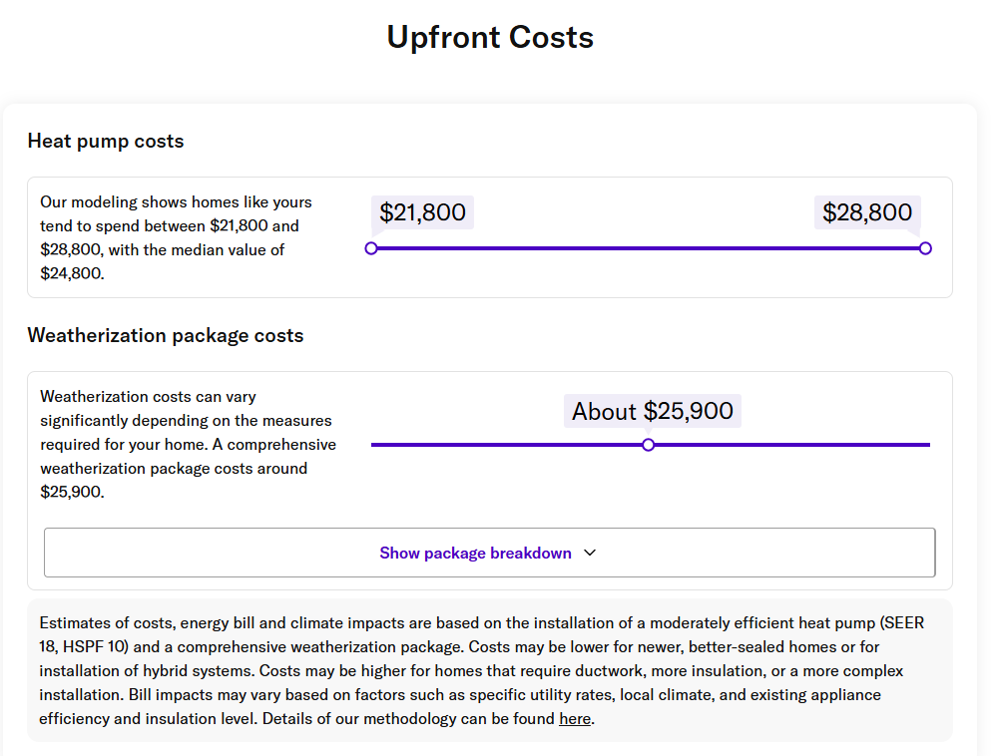 Upfront Costs
Heat pump costs
Our modeling shows homes like yours
tend to spend between $21,800 and
$28,800, with the median value of
$24,800.
$21,800
$28,800
Weatherization package costs
Weatherization costs can vary
significantly depending on the measures
required for your home. A comprehensive
weatherization package costs around
$25,900.
About $25,900
Show package breakdown
Estimates of costs, energy bill and climate impacts are based on the installation of a moderately efficient heat pump (SEER
18, HSPF 10) and a comprehensive weatherization package. Costs may be lower for newer, better-sealed homes or for
installation of hybrid systems. Costs may be higher for homes that require ductwork, more insulation, or a more complex
installation. Bill impacts may vary based on factors such as specific utility rates, local climate, and existing appliance
efficiency and insulation level. Details of our methodology can be found here.